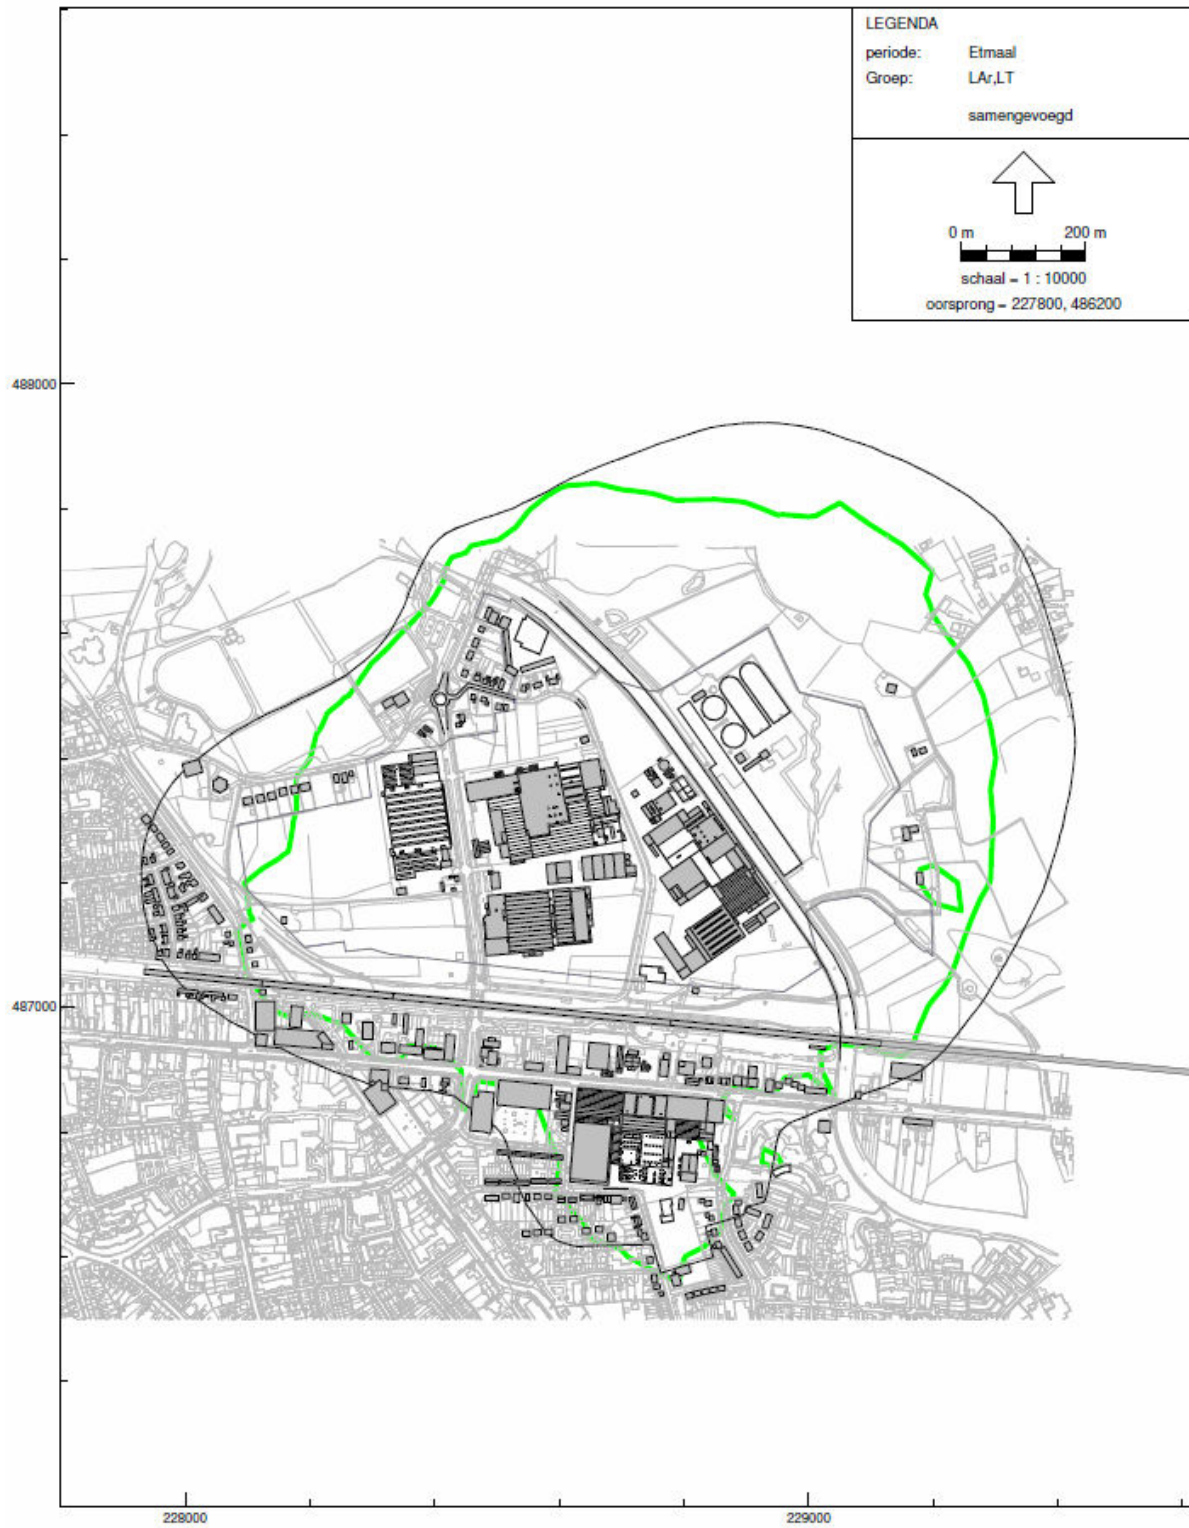 LEGENDA
periode: Etmaal
Groep: LAr,LT
samengevoegd
0 m 200 m
schaal = 1 : 10000
oorsprong = 227800, 486200
488000
487000
228000 229000